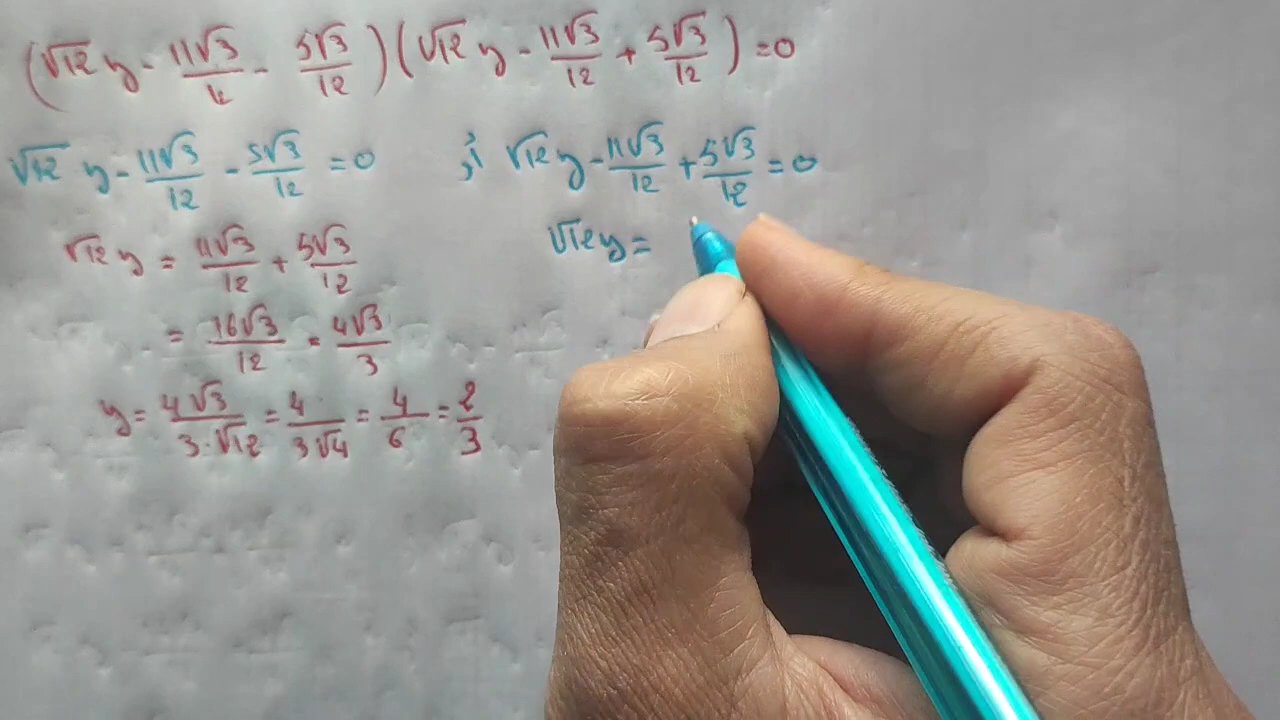 (√12 y - 11√3/12 - 5√3/12)(√12 y - 11√3/12 + 5√3/12) = 0
√12 y - 11√3/12 - 5√3/12 = 0 ; √12 y - 11√3/12 + 5√3/12 = 0
√12 y = 11√3/12 + 5√3/12 √12 y =
= 16√3/12 = 4√3/3
y = 4√3/3·√12 = 4/3√4 = 4/6 = 2/3